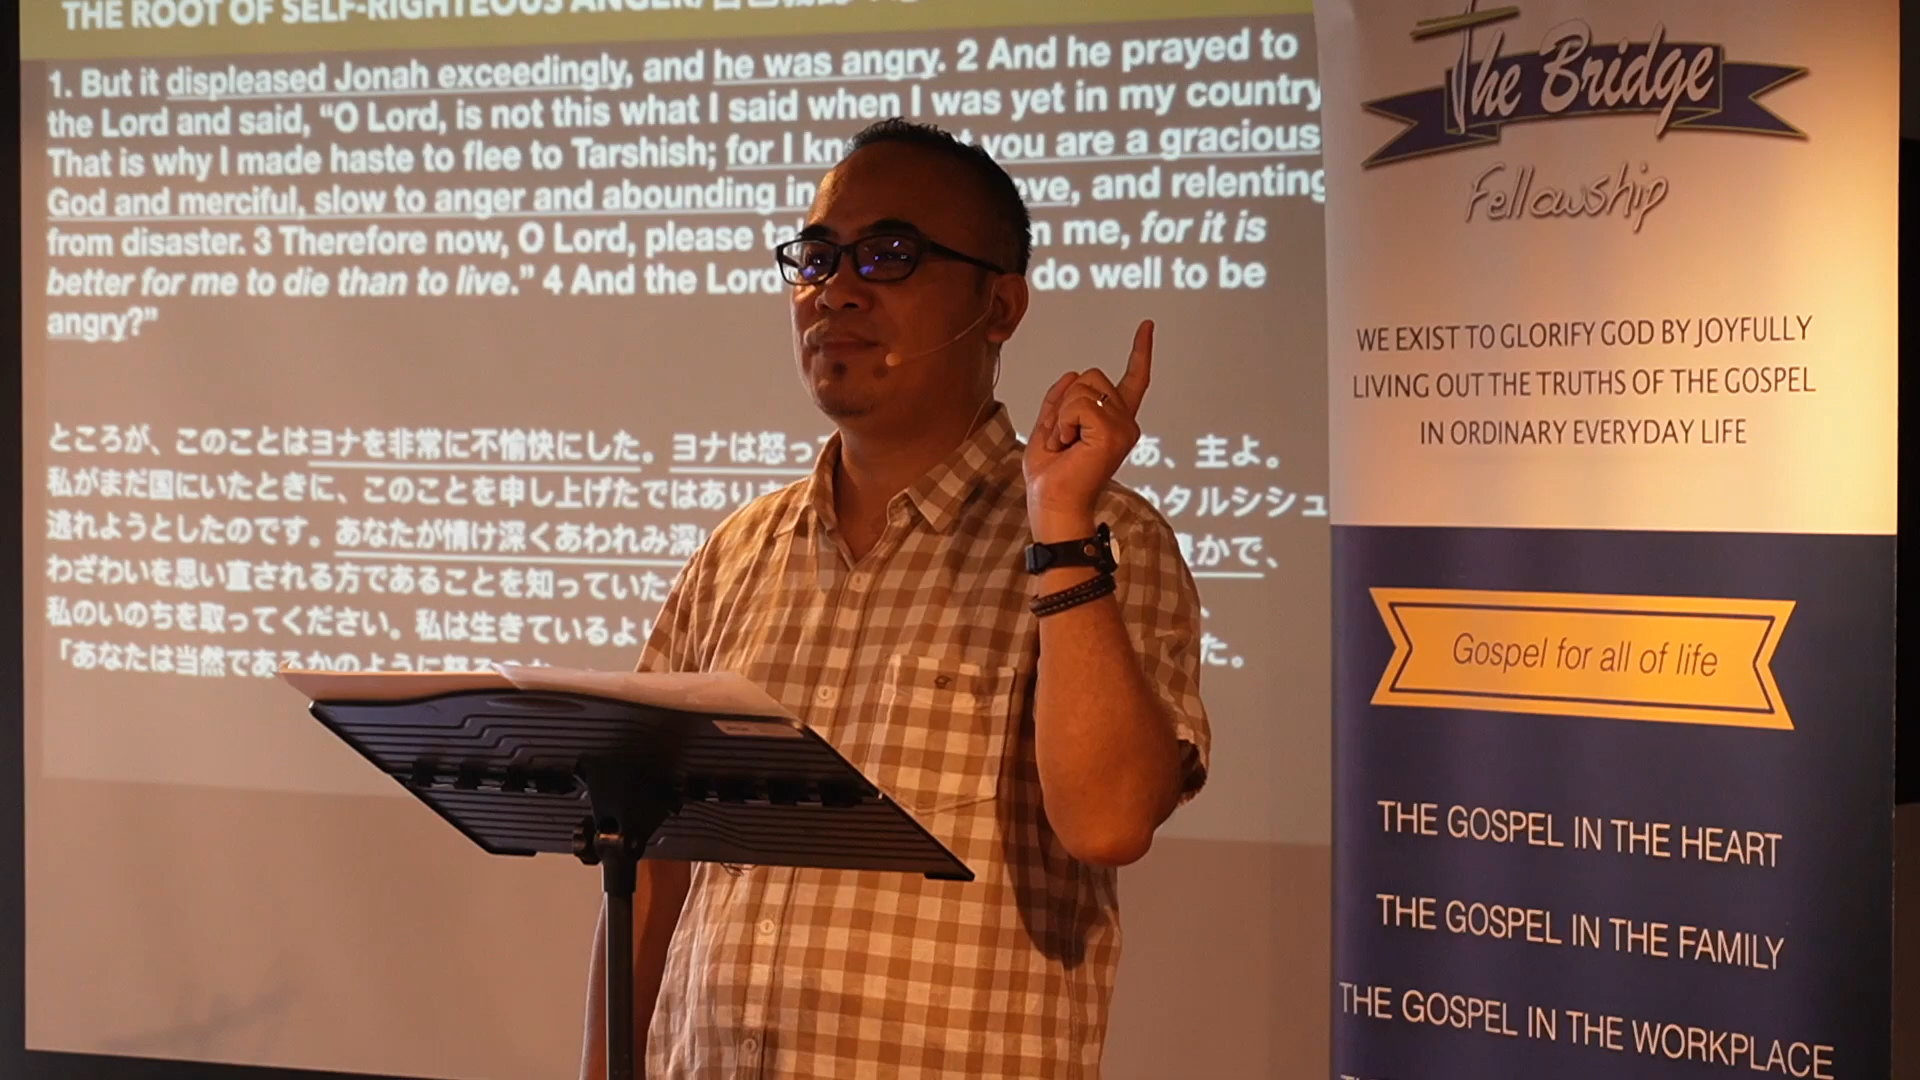 THE ROOT OF SELF-RIGHTEOUS ANGER/
1. But it displeased Jonah exceedingly, and he was angry. 2 And he prayed to
the Lord and said, “O Lord, is not this what I said when I was yet in my country
That is why I made haste to flee to Tarshish; for I kn you are a gracious
God and merciful, slow to anger and abounding in ve, and relenting
from disaster. 3 Therefore now, O Lord, please ta n me, for it is
better for me to die than to live.” 4 And the Lord do well to be
angry?”
ところが、このことはヨナを非常に不愉快にした。ヨナは怒っ あ、主よ。
私がまだ国にいたときに、このことを申し上げたではあり タルシシュ
逃れようとしたのです。あなたが情け深くあわれみ深 かで、
わざわいを思い直される方であることを知っていた
私のいのちを取ってください。私は生きているよ
「あなたは当然であるかのように怒る た。
The Bridge
Fellowship
WE EXIST TO GLORIFY GOD BY JOYFULLY
LIVING OUT THE TRUTHS OF THE GOSPEL
IN ORDINARY EVERYDAY LIFE
Gospel for all of life
THE GOSPEL IN THE HEART
THE GOSPEL IN THE FAMILY
THE GOSPEL IN THE WORKPLACE